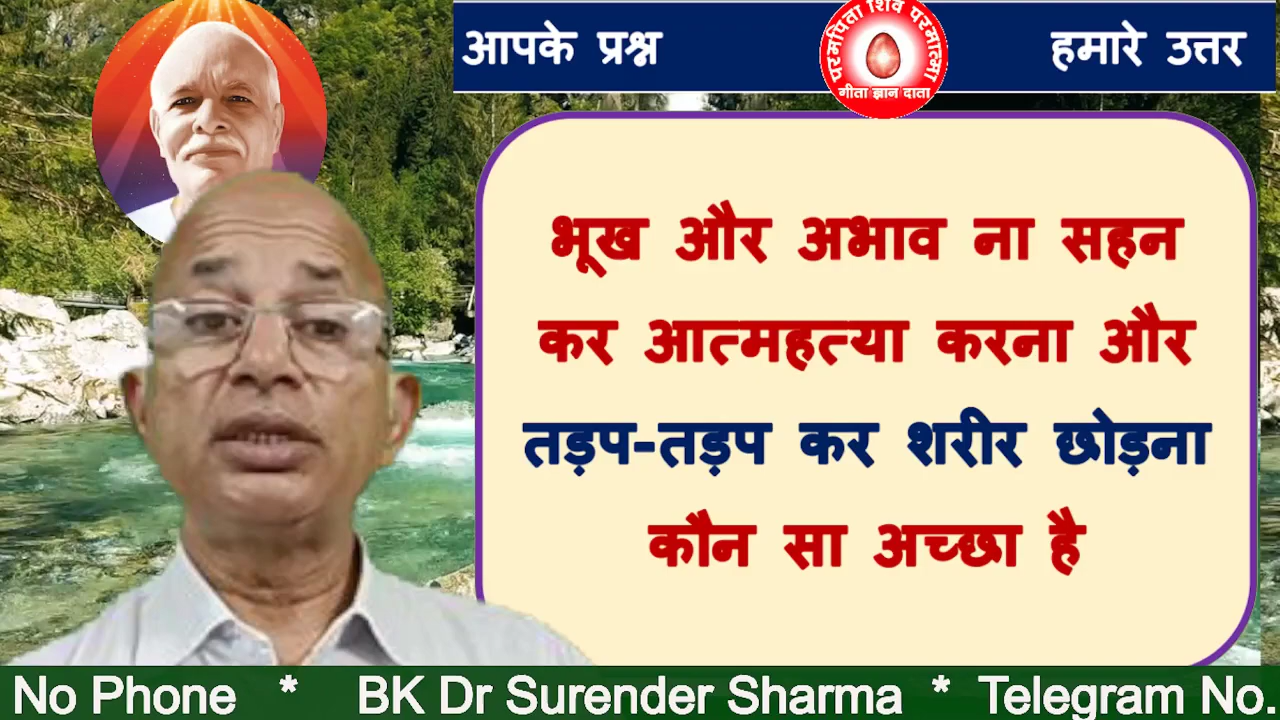 आपके प्रश्न
परमपिता शिव परमात्मा
गीता ज्ञान दाता
हमारे उत्तर
भूख और अभाव ना सहन
कर आत्महत्या करना और
तड़प-तड़प कर शरीर छोड़ना
कौन सा अच्छा है
No Phone * BK Dr Surender Sharma * Telegram No.